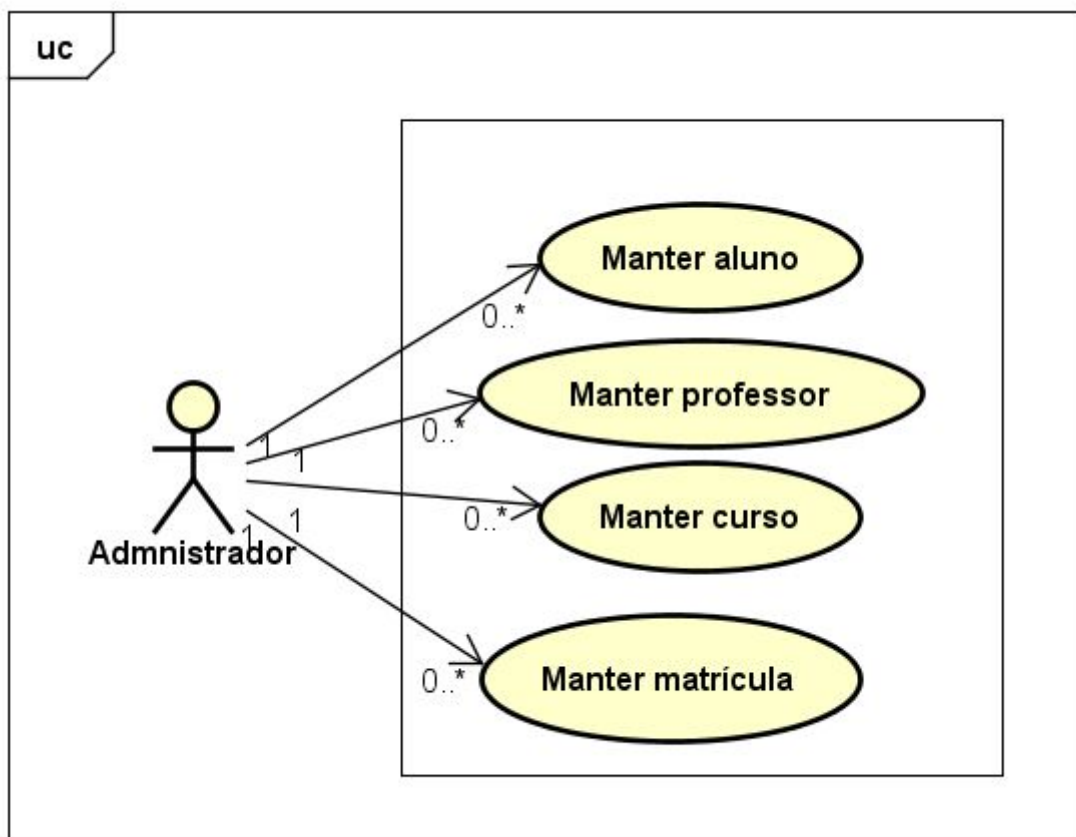 uc
Manter aluno
0..*
Manter professor
1
1
0..*
Manter curso
0..*
1
1
Admnistrador
Manter matrícula
0..*